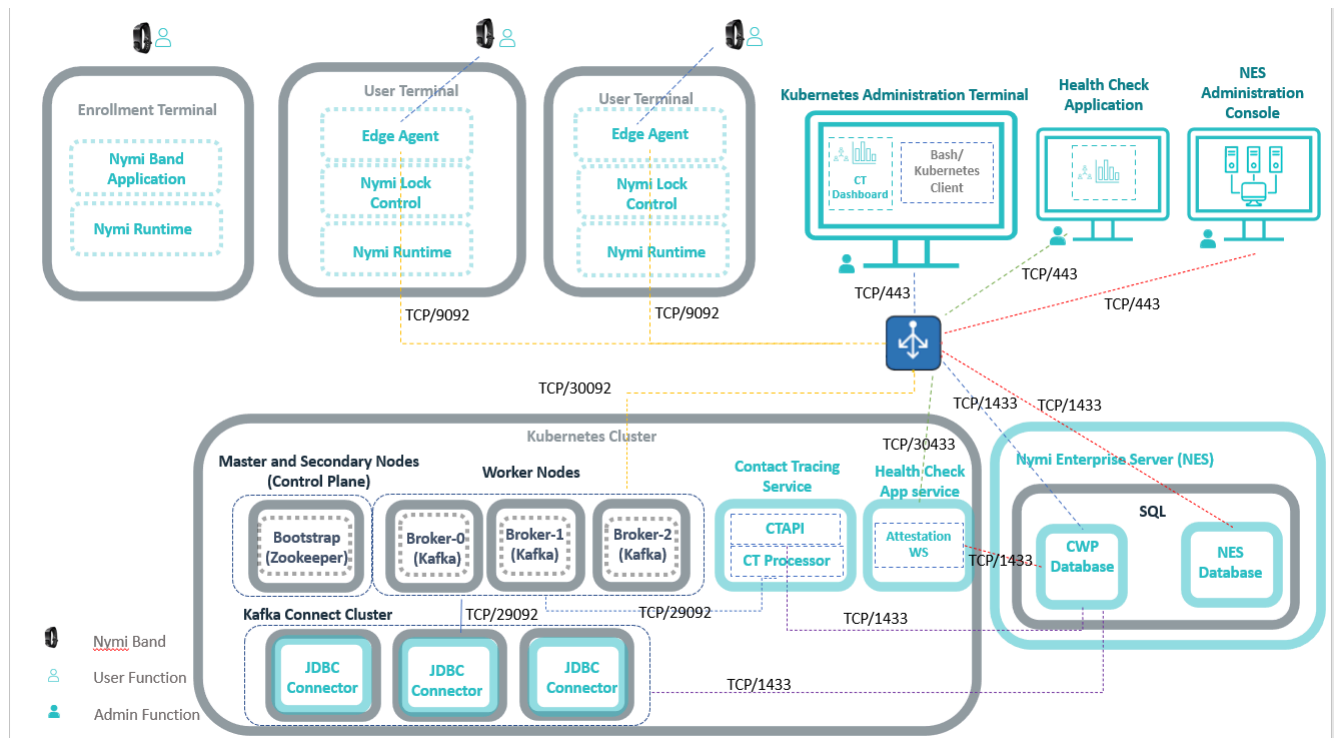 Enrollment Terminal
Nymi Band
Application
Nymi Runtime
User Terminal
Edge Agent
Nymi Lock
Control
Nymi Runtime
User Terminal
Edge Agent
Nymi Lock
Control
Nymi Runtime
Kubernetes Administration Terminal
CT
Dashboard
Bash/
Kubernetes
Client
Health Check
Application
NES
Administration
Console
TCP/9092
TCP/9092
TCP/443
TCP/443
TCP/443
TCP/30092
TCP/1433
TCP/1433
TCP/30433
Kubernetes Cluster
Master and Secondary Nodes
(Control Plane)
Bootstrap
(Zookeeper)
Worker Nodes
Broker-0
(Kafka)
Broker-1
(Kafka)
Broker-2
(Kafka)
Contact Tracing
Service
CTAPI
CT Processor
Health Check
App service
Attestation
WS
Nymi Enterprise Server (NES)
SQL
CWP
Database
NES
Database
TCP/1433
TCP/29092
TCP/29092
TCP/1433
Kafka Connect Cluster
JDBC
Connector
JDBC
Connector
JDBC
Connector
TCP/1433
Nymi Band
User Function
Admin Function